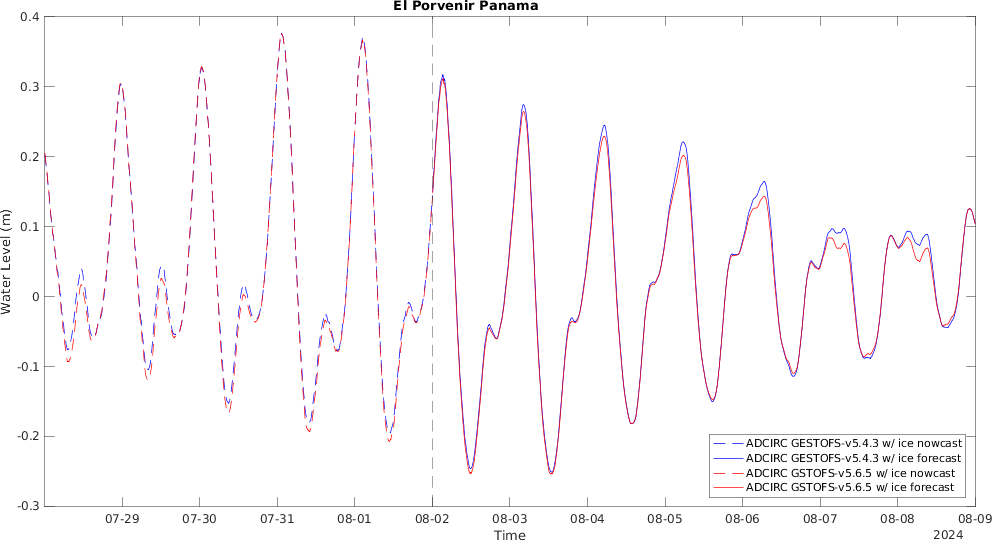 El Porvenir Panama
0.4
0.3
0.2
0.1
0
-0.1
-0.2
-0.3
Water Level (m)
07-29 07-30 07-31 08-01 08-02 08-03 08-04 08-05 08-06 08-07 08-08 08-09
Time
2024
ADCIRC GESTOFS-v5.4.3 w/ ice nowcast
ADCIRC GESTOFS-v5.4.3 w/ ice forecast
ADCIRC GSTOFS-v5.6.5 w/ ice nowcast
ADCIRC GSTOFS-v5.6.5 w/ ice forecast